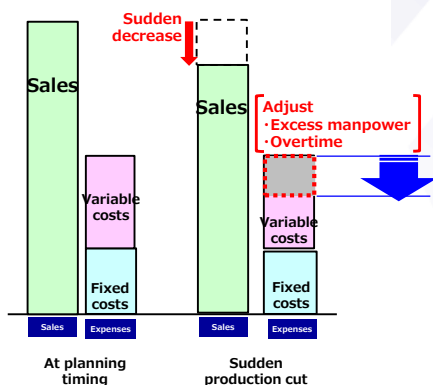 Sudden
decrease
Sales
Sales
Adjust
・Excess manpower
・Overtime
Variable
costs
Variable
costs
Fixed
costs
Fixed
costs
Sales
Expenses
Sales
Expenses
At planning
timing
Sudden
production cut